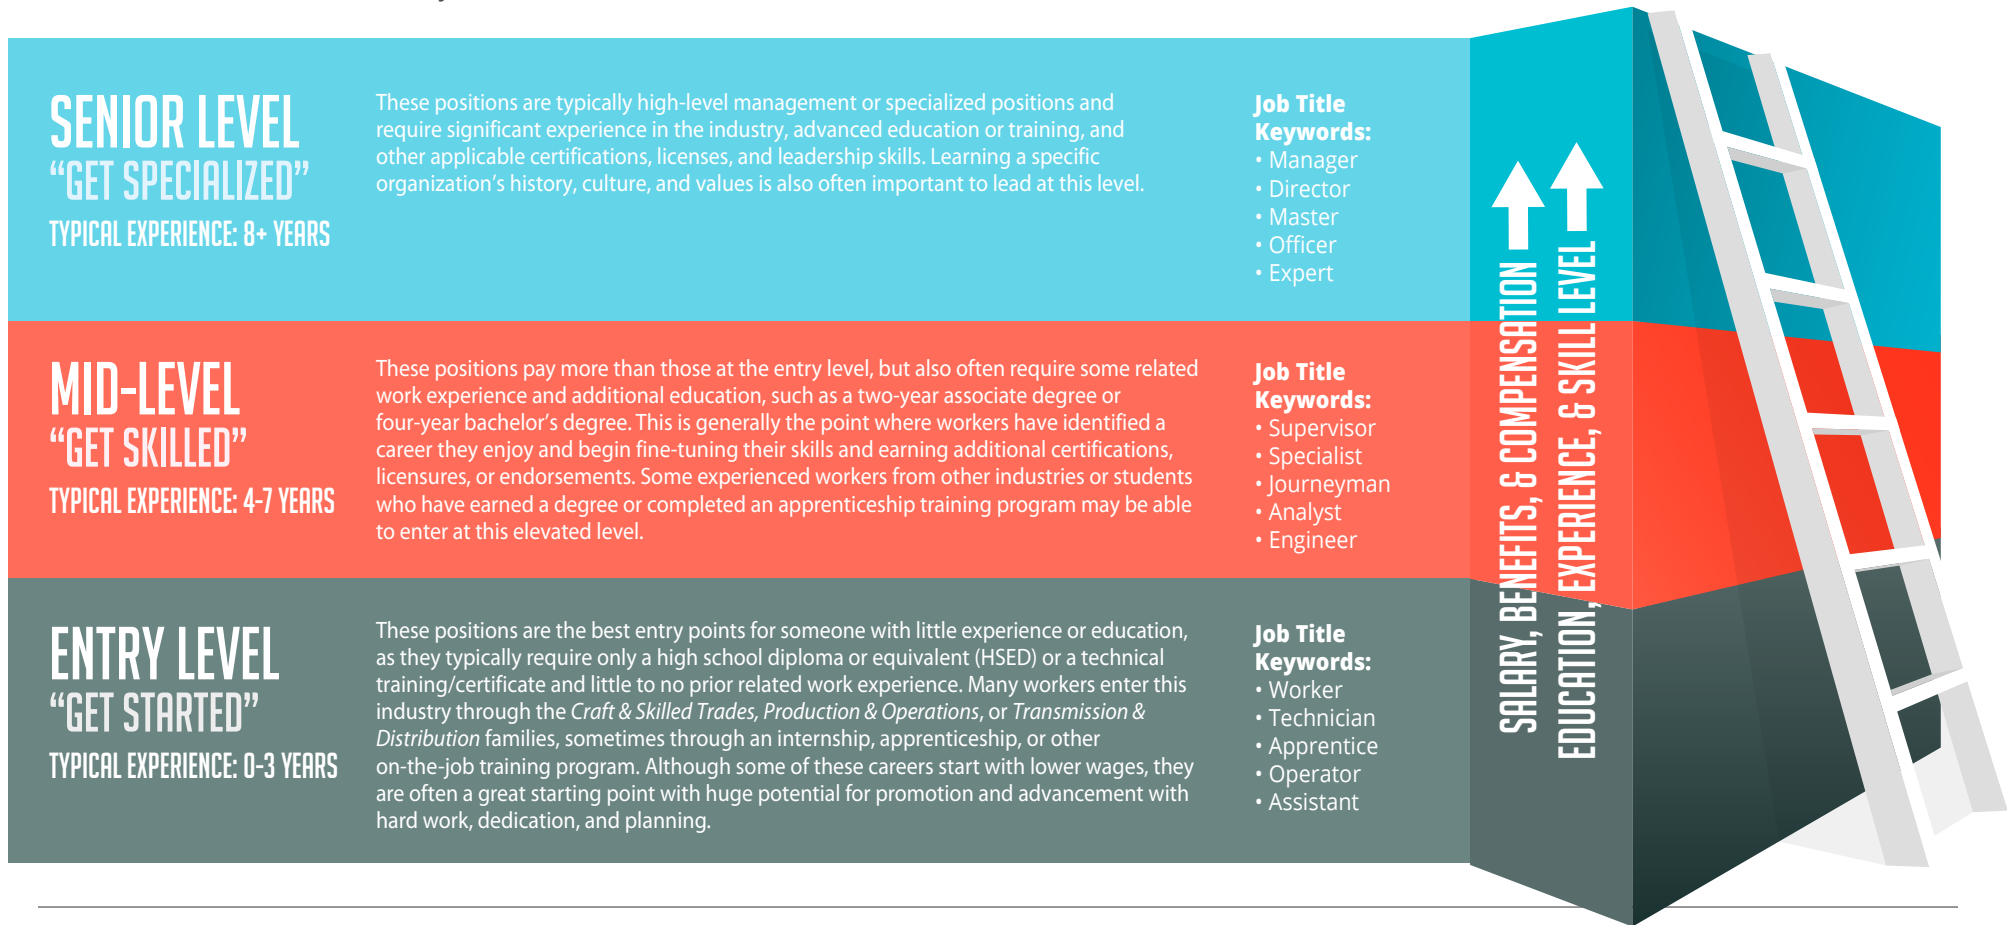 SENIOR LEVEL
“GET SPECIALIZED”
TYPICAL EXPERIENCE: 8+ YEARS
These positions are typically high-level management or specialized positions and
require significant experience in the industry, advanced education or training, and
other applicable certifications, licenses, and leadership skills. Learning a specific
organization’s history, culture, and values is also often important to lead at this level.
Job Title
Keywords:
• Manager
• Director
• Master
• Officer
• Expert
MID-LEVEL
“GET SKILLED”
TYPICAL EXPERIENCE: 4-7 YEARS
These positions pay more than those at the entry level, but also often require some related
work experience and additional education, such as a two-year associate degree or
four-year bachelor’s degree. This is generally the point where workers have identified a
career they enjoy and begin fine-tuning their skills and earning additional certifications,
licensures, or endorsements. Some experienced workers from other industries or students
who have earned a degree or completed an apprenticeship training program may be able
to enter at this elevated level.
Job Title
Keywords:
• Supervisor
• Specialist
• Journeyman
• Analyst
• Engineer
ENTRY LEVEL
“GET STARTED”
TYPICAL EXPERIENCE: 0-3 YEARS
These positions are the best entry points for someone with little experience or education,
as they typically require only a high school diploma or equivalent (HSED) or a technical
training/certificate and little to no prior related work experience. Many workers enter this
industry through the Craft & Skilled Trades, Production & Operations, or Transmission &
Distribution families, sometimes through an internship, apprenticeship, or other
on-the-job training program. Although some of these careers start with lower wages, they
are often a great starting point with huge potential for promotion and advancement with
hard work, dedication, and planning.
Job Title
Keywords:
• Worker
• Technician
• Apprentice
• Operator
• Assistant
SALARY, BENEFITS, & COMPENSATION
EDUCATION, EXPERIENCE, & SKILL LEVEL